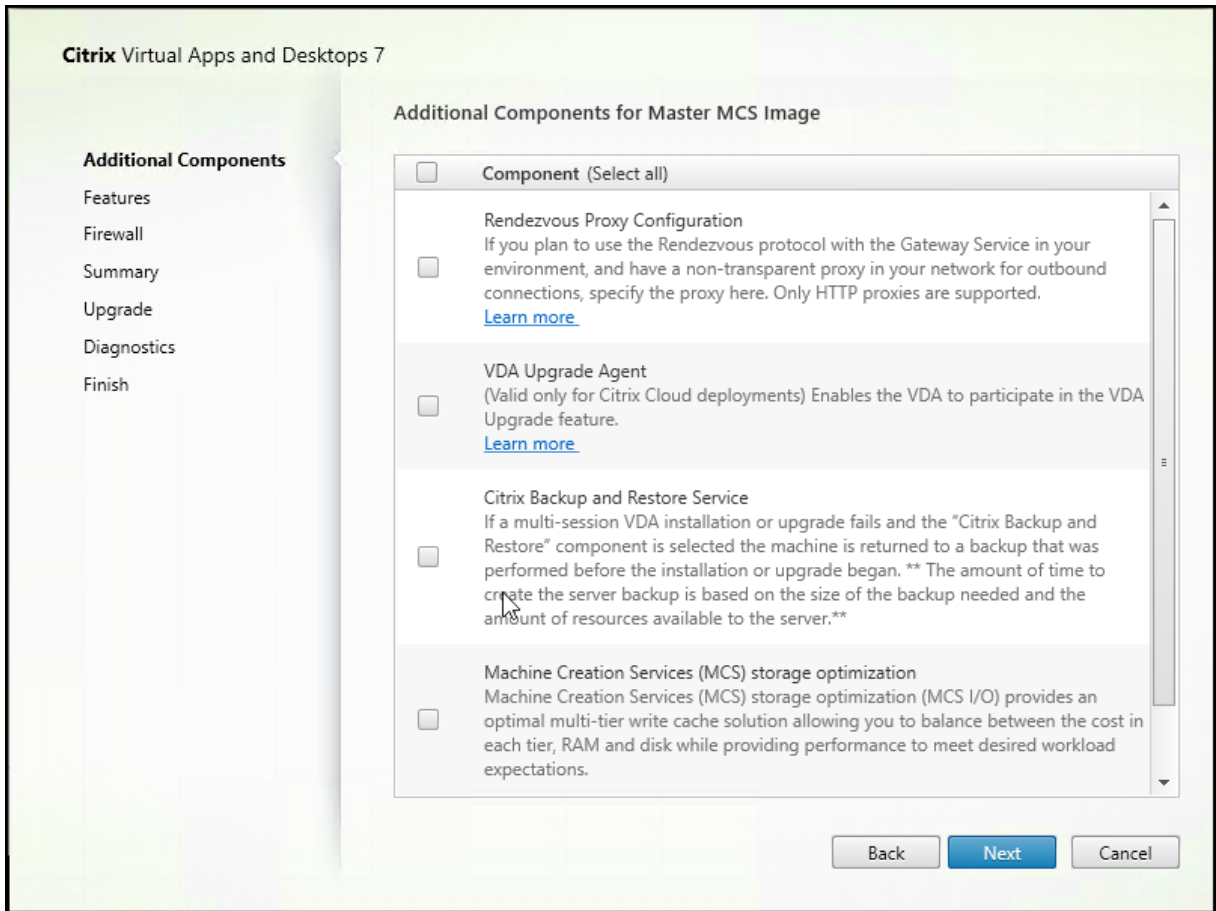 Citrix Virtual Apps and Desktops 7
Additional Components
Features
Firewall
Summary
Upgrade
Diagnostics
Finish
Additional Components for Master MCS Image
Component (Select all)
Rendezvous Proxy Configuration
If you plan to use the Rendezvous protocol with the Gateway Service in your
environment, and have a non-transparent proxy in your network for outbound
connections, specify the proxy here. Only HTTP proxies are supported.
Learn more
VDA Upgrade Agent
(Valid only for Citrix Cloud deployments) Enables the VDA to participate in the VDA
Upgrade feature.
Learn more
Citrix Backup and Restore Service
If a multi-session VDA installation or upgrade fails and the “Citrix Backup and
Restore” component is selected the machine is returned to a backup that was
performed before the installation or upgrade began. ** The amount of time to
create the server backup is based on the size of the backup needed and the
amount of resources available to the server.**
Machine Creation Services (MCS) storage optimization
Machine Creation Services (MCS) storage optimization (MCS I/O) provides an
optimal multi-tier write cache solution allowing you to balance between the cost in
each tier, RAM and disk while providing performance to meet desired workload
expectations.
Back
Next
Cancel